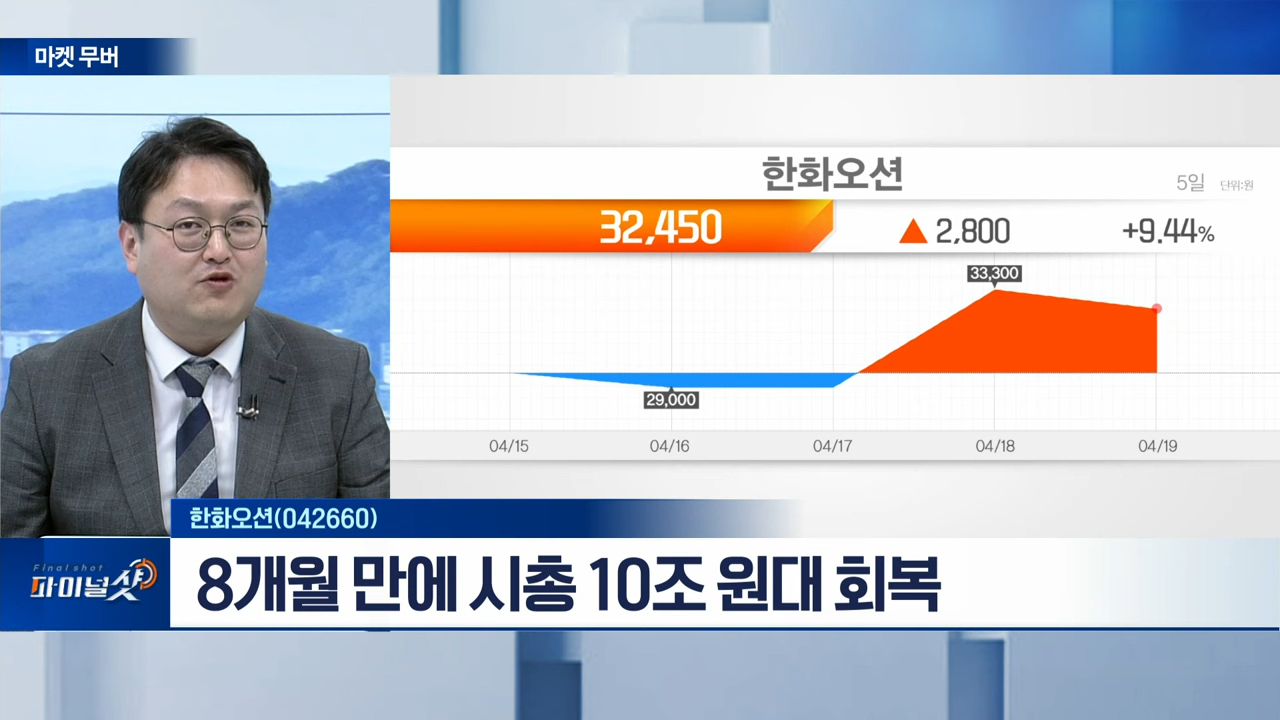 마켓 무버
한화오션
5일 단위:원
32,450 ▲ 2,800 +9.44%
33,300
29,000
04/15 04/16 04/17 04/18 04/19
한화오션(042660)
Final shot
파이널샷
8개월 만에 시총 10조 원대 회복